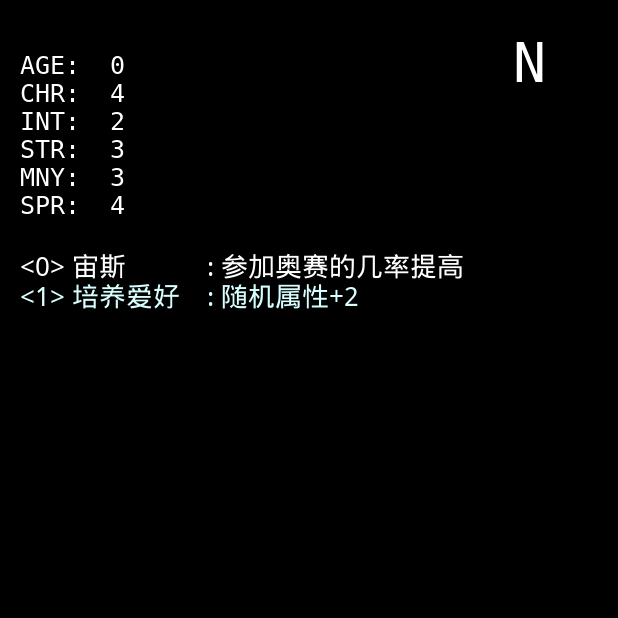 N
AGE: 0
CHR: 4
INT: 2
STR: 3
MNY: 3
SPR: 4
<0> 宙斯 : 参加奥赛的几率提高
<1> 培养爱好 : 随机属性+2